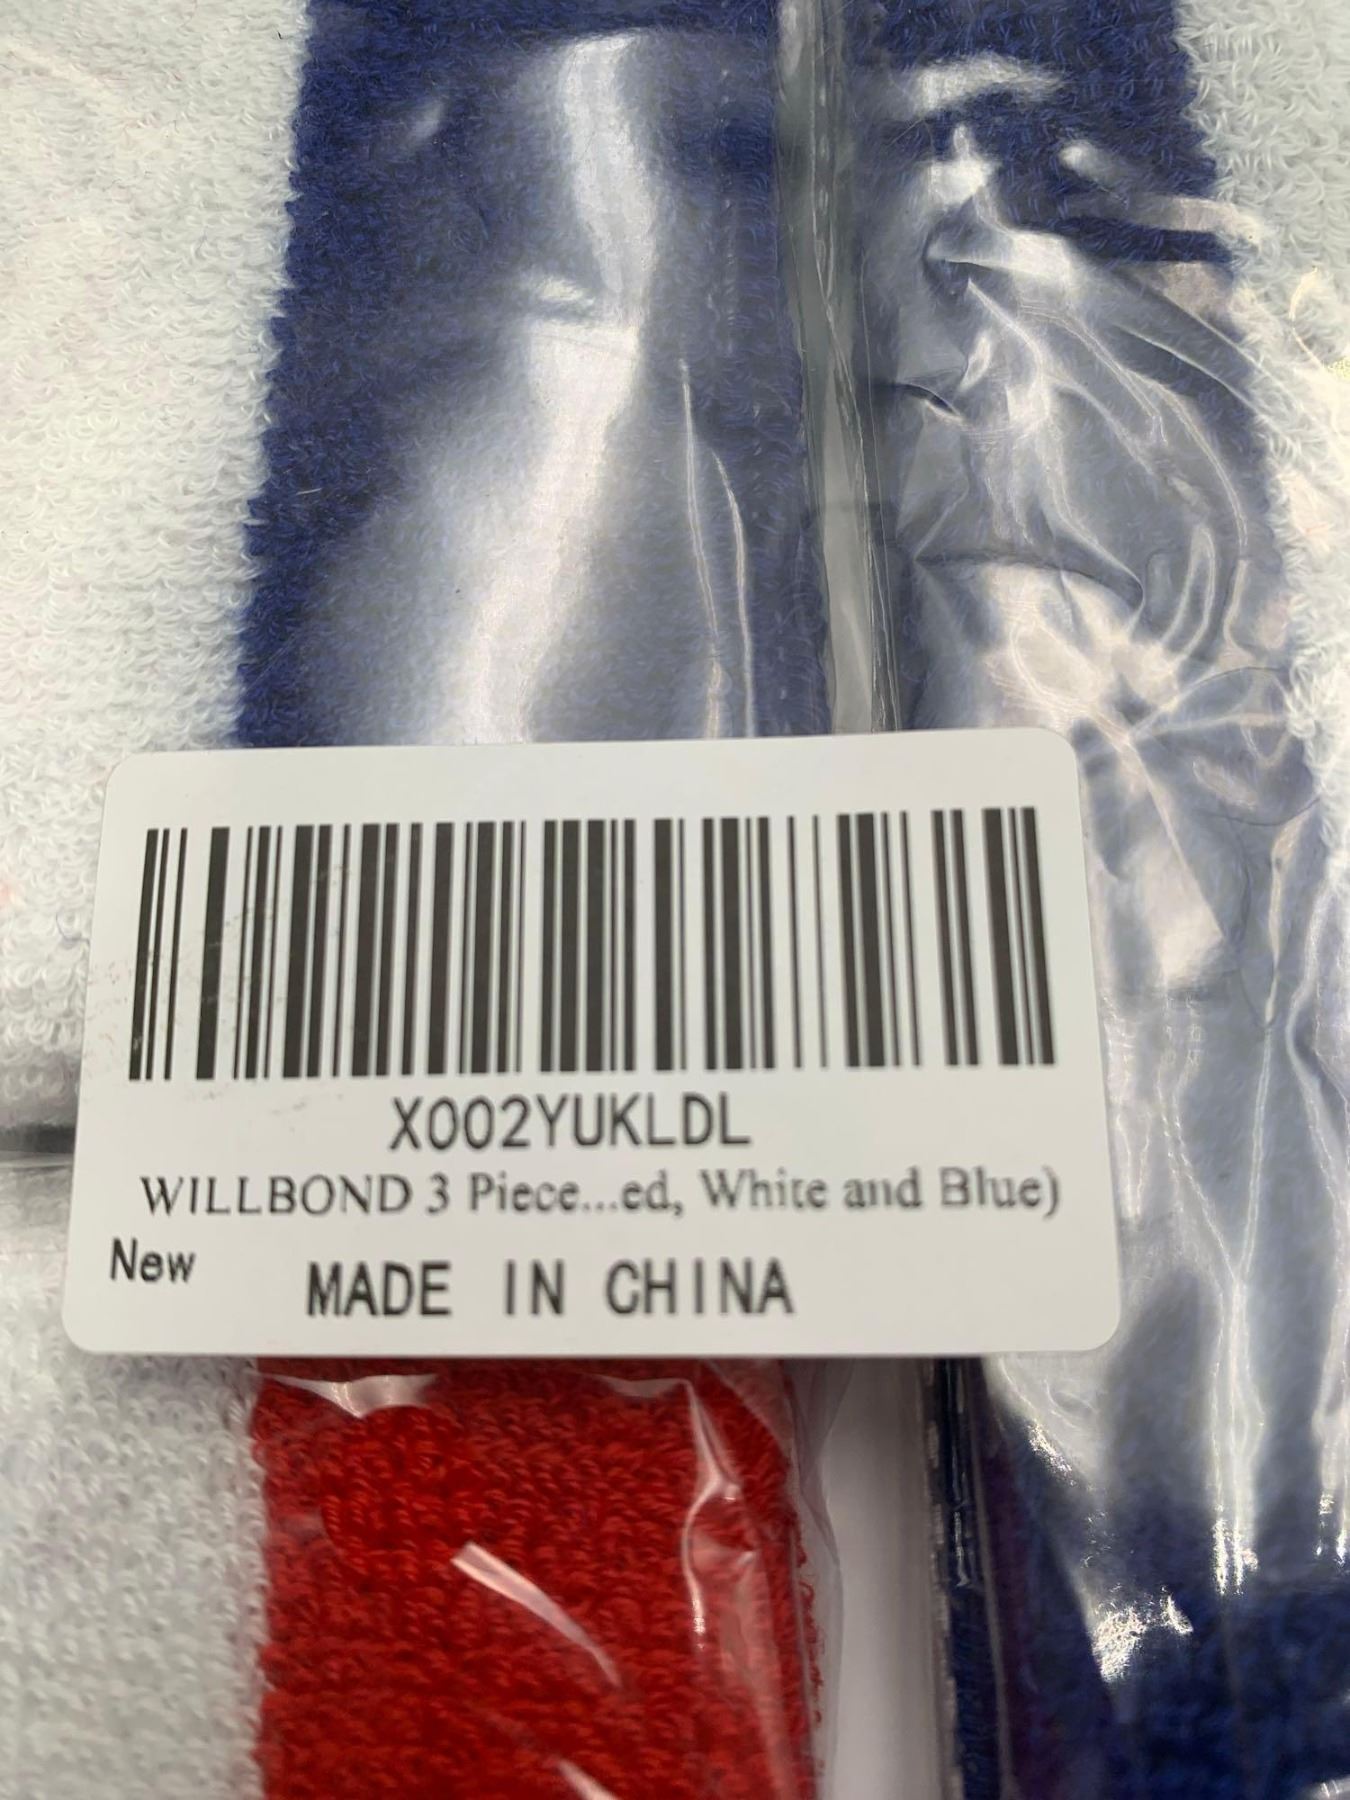 X002YUKLDL
WILLBOND 3 Piece...ed, White and Blue)
New
MADE IN CHINA